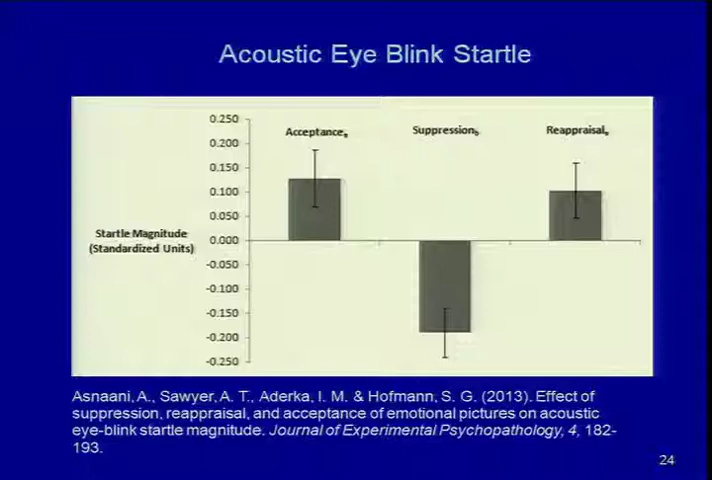 Acoustic Eye Blink Startle
0.250
0.200
0.150
0.100
0.050
0.000
-0.050
-0.100
-0.150
-0.200
-0.250
Startle Magnitude
(Standardized Units)
Acceptanceₐ
Suppression
Reappraisalₐ
Asnaani, A., Sawyer, A. T., Aderka, I. M. & Hofmann, S. G. (2013). Effect of
suppression, reappraisal, and acceptance of emotional pictures on acoustic
eye-blink startle magnitude. Journal of Experimental Psychopathology, 4, 182-
193.
24